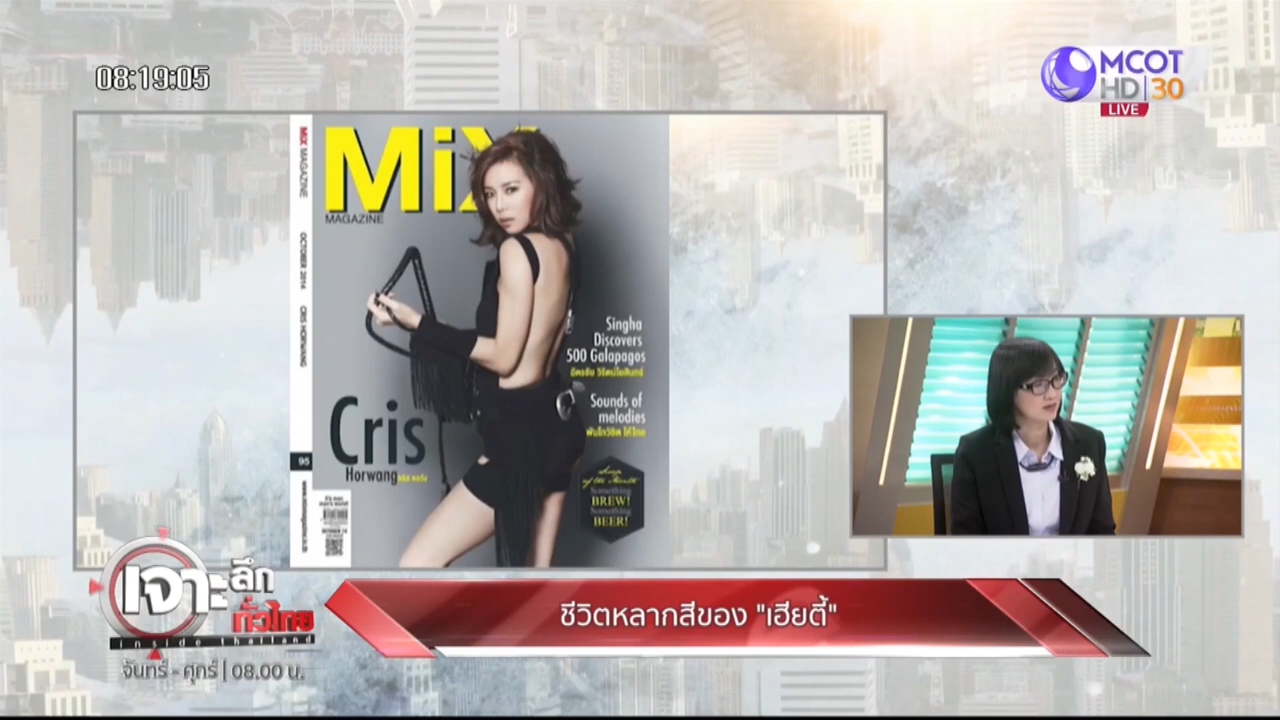 08:19:05
MCOT
HD 30
LIVE
MiX MAGAZINE
OCTOBER 2014
CRIS HORWANG
95
MiX
MAGAZINE
Singha
Discovers
500 Galapagos
Sounds of
melodies
Cris
Horwang
Something
BREW!
Something
BEER!
เจาะลึก
ทั่วไทย
inside thailand
จันทร์ - ศุกร์ | 08.00 น.
ชีวิตหลากสีของ "เฮียตี้"